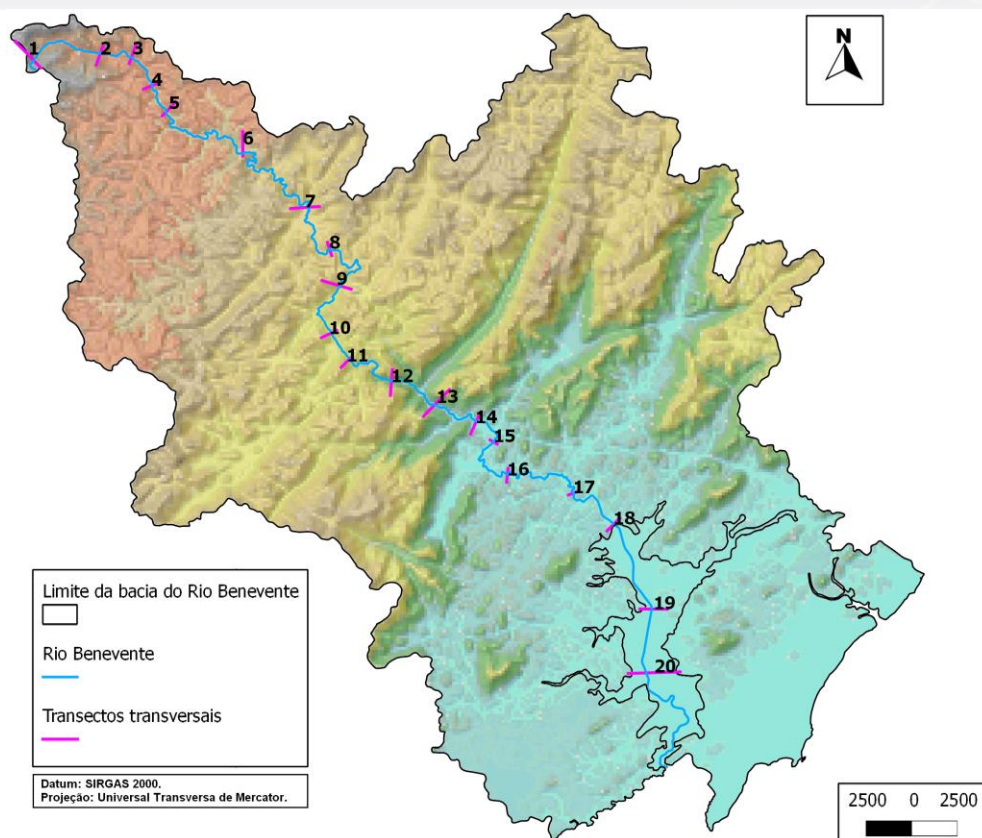 N
1
2
3
4
5
6
7
8
9
10
11
12
13
14
15
16
17
18
19
20
Limite da bacia do Rio Benevente
Rio Benevente
Transectos transversais
Datum: SIRGAS 2000.
Projeção: Universal Transversa de Mercator.
2500 0 2500